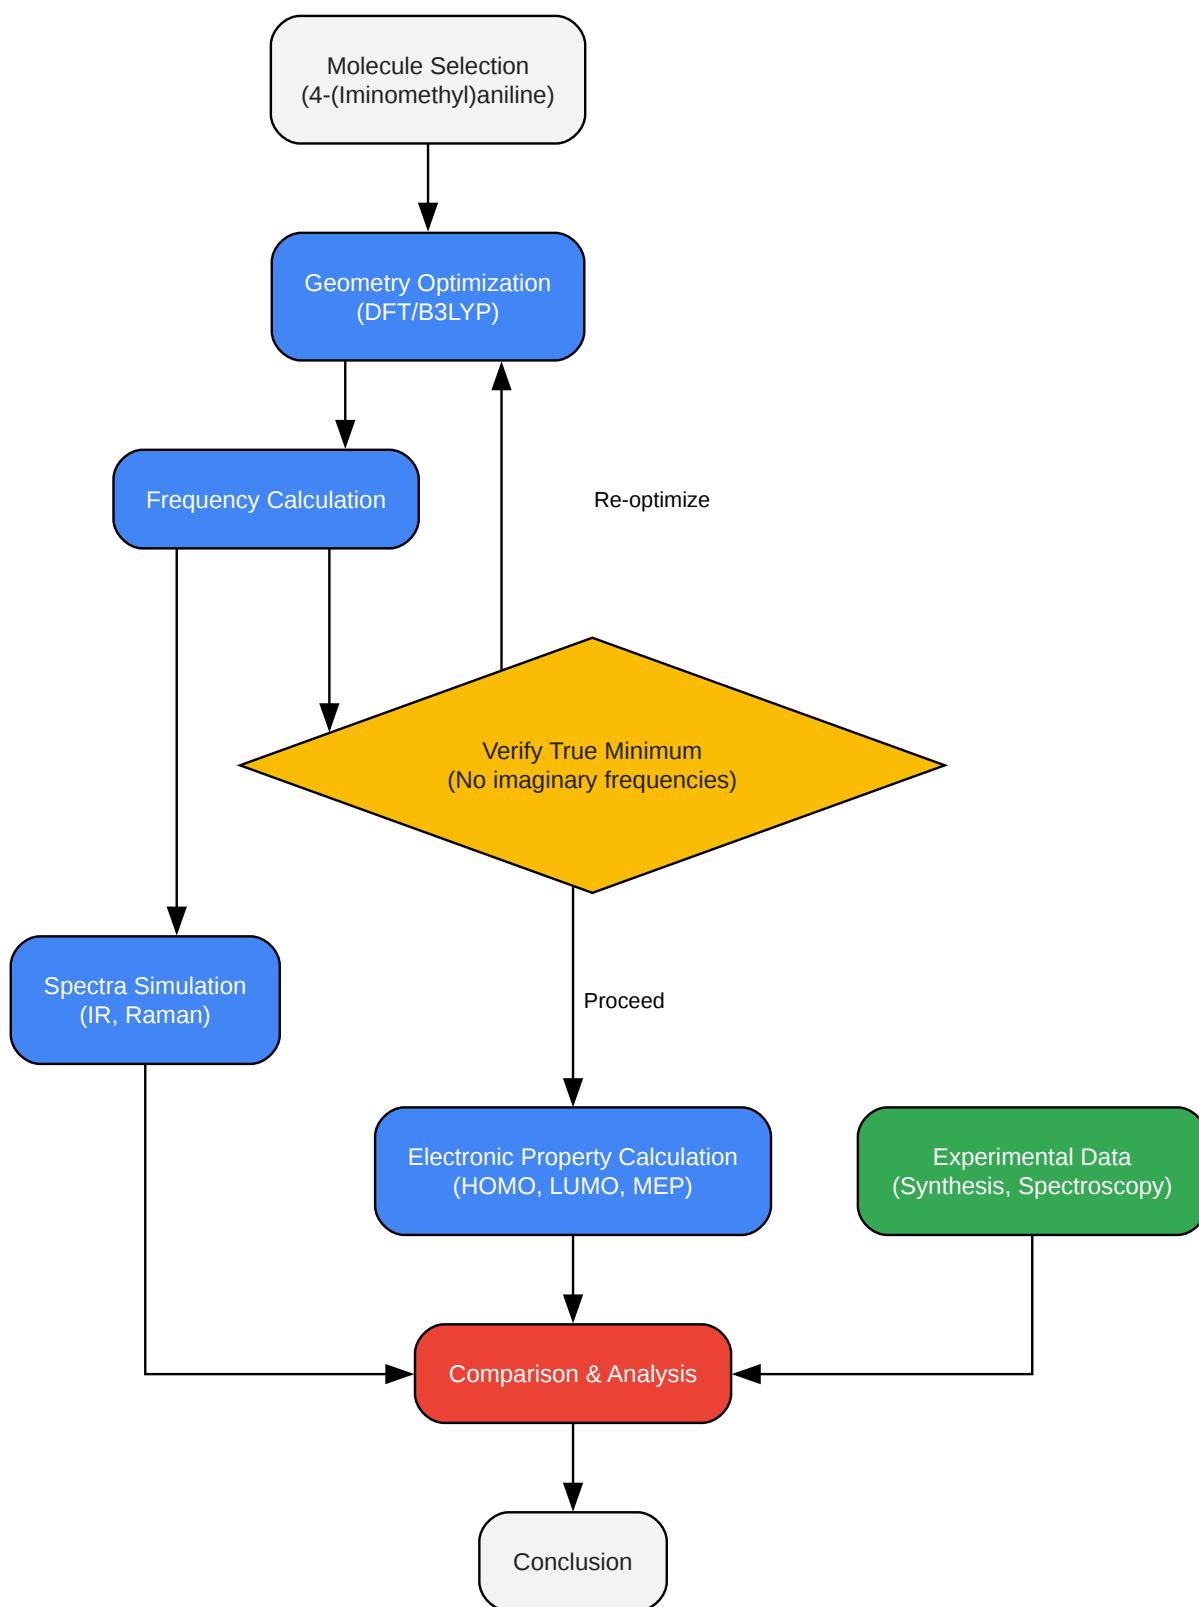 Molecule Selection
(4-(Iminomethyl)aniline)
Geometry Optimization
(DFT/B3LYP)
Frequency Calculation
Re-optimize
Verify True Minimum
(No imaginary frequencies)
Spectra Simulation
(IR, Raman)
Proceed
Electronic Property Calculation
(HOMO, LUMO, MEP)
Experimental Data
(Synthesis, Spectroscopy)
Comparison & Analysis
Conclusion